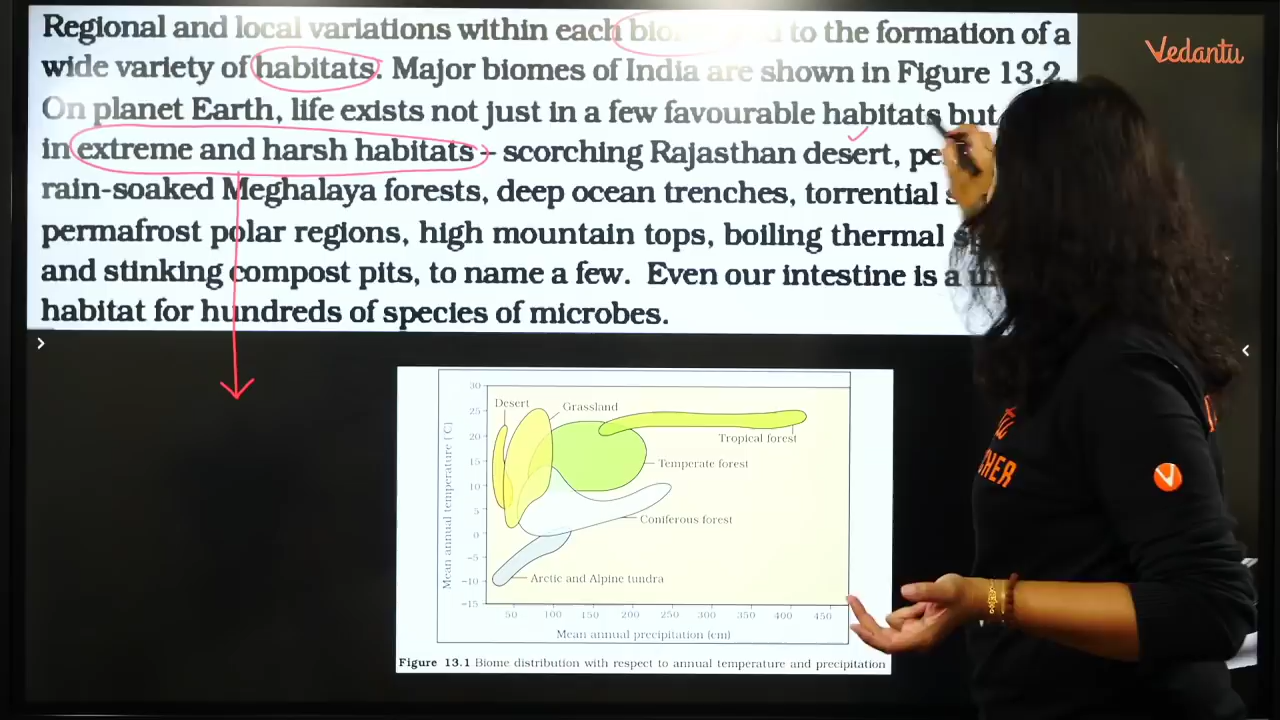 Regional and local variations within each to the formation of a
wide variety of habitats. Major biomes of India are shown in Figure 13.2.
On planet Earth, life exists not just in a few favourable habitats but
in extreme and harsh habitats – scorching Rajasthan desert,
rain-soaked Meghalaya forests, deep ocean trenches, torrential
permafrost polar regions, high mountain tops, boiling thermal
and stinking compost pits, to name a few. Even our intestine is a
habitat for hundreds of species of microbes.
Vedantu
Mean annual temperature (°C)
30
25
20
15
10
5
0
-5
-10
-15
Desert
Grassland
Tropical forest
Temperate forest
Coniferous forest
Arctic and Alpine tundra
50 100 150 200 250 300 350 400 450
Mean annual precipitation (cm)
Figure 13.1 Biome distribution with respect to annual temperature and precipitation